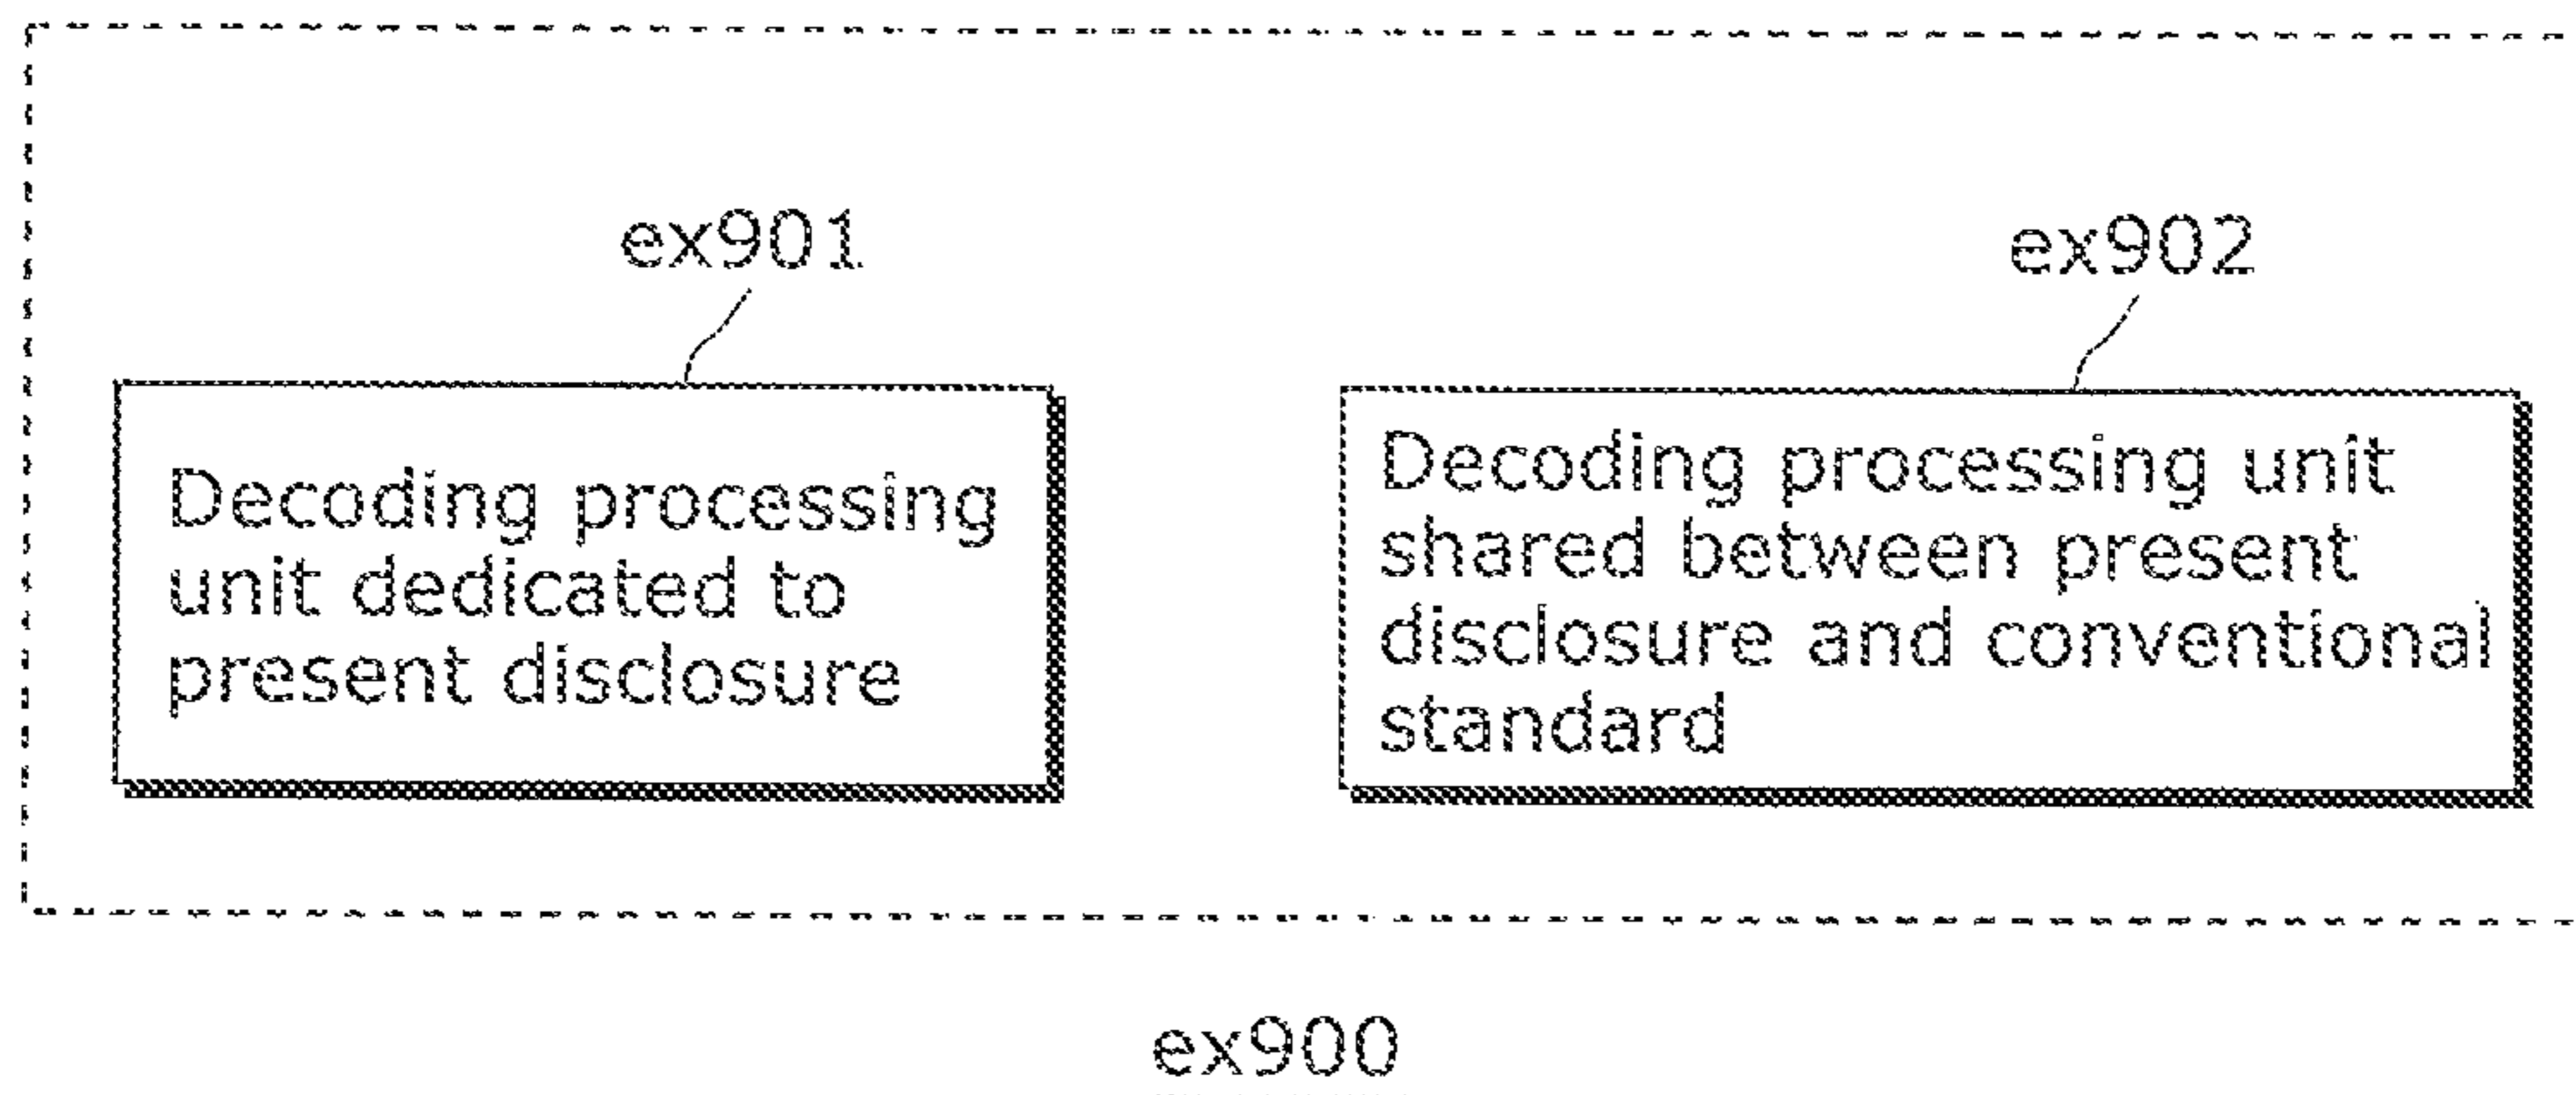 ex901
Decoding processing
unit dedicated to
present disclosure
ex902
Decoding processing unit
shared between present
disclosure and conventional
standard
ex900